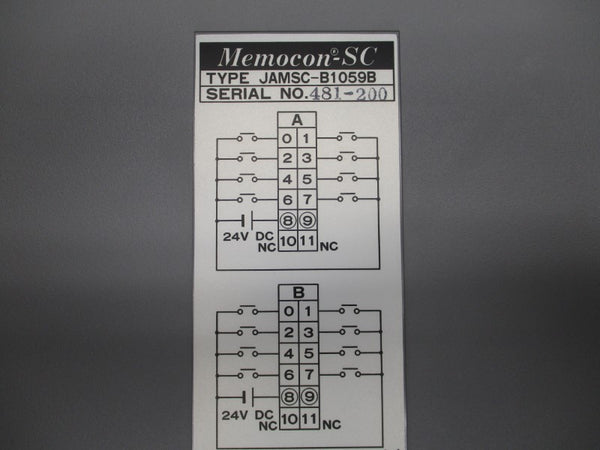 Memocon®-SC
TYPE JAMSC-B1059B
SERIAL NO. 481-200
A
0 1
2 3
4 5
6 7
8 9
24V DC
NC 10 11 NC
B
0 1
2 3
4 5
6 7
8 9
24V DC
NC 10 11 NC